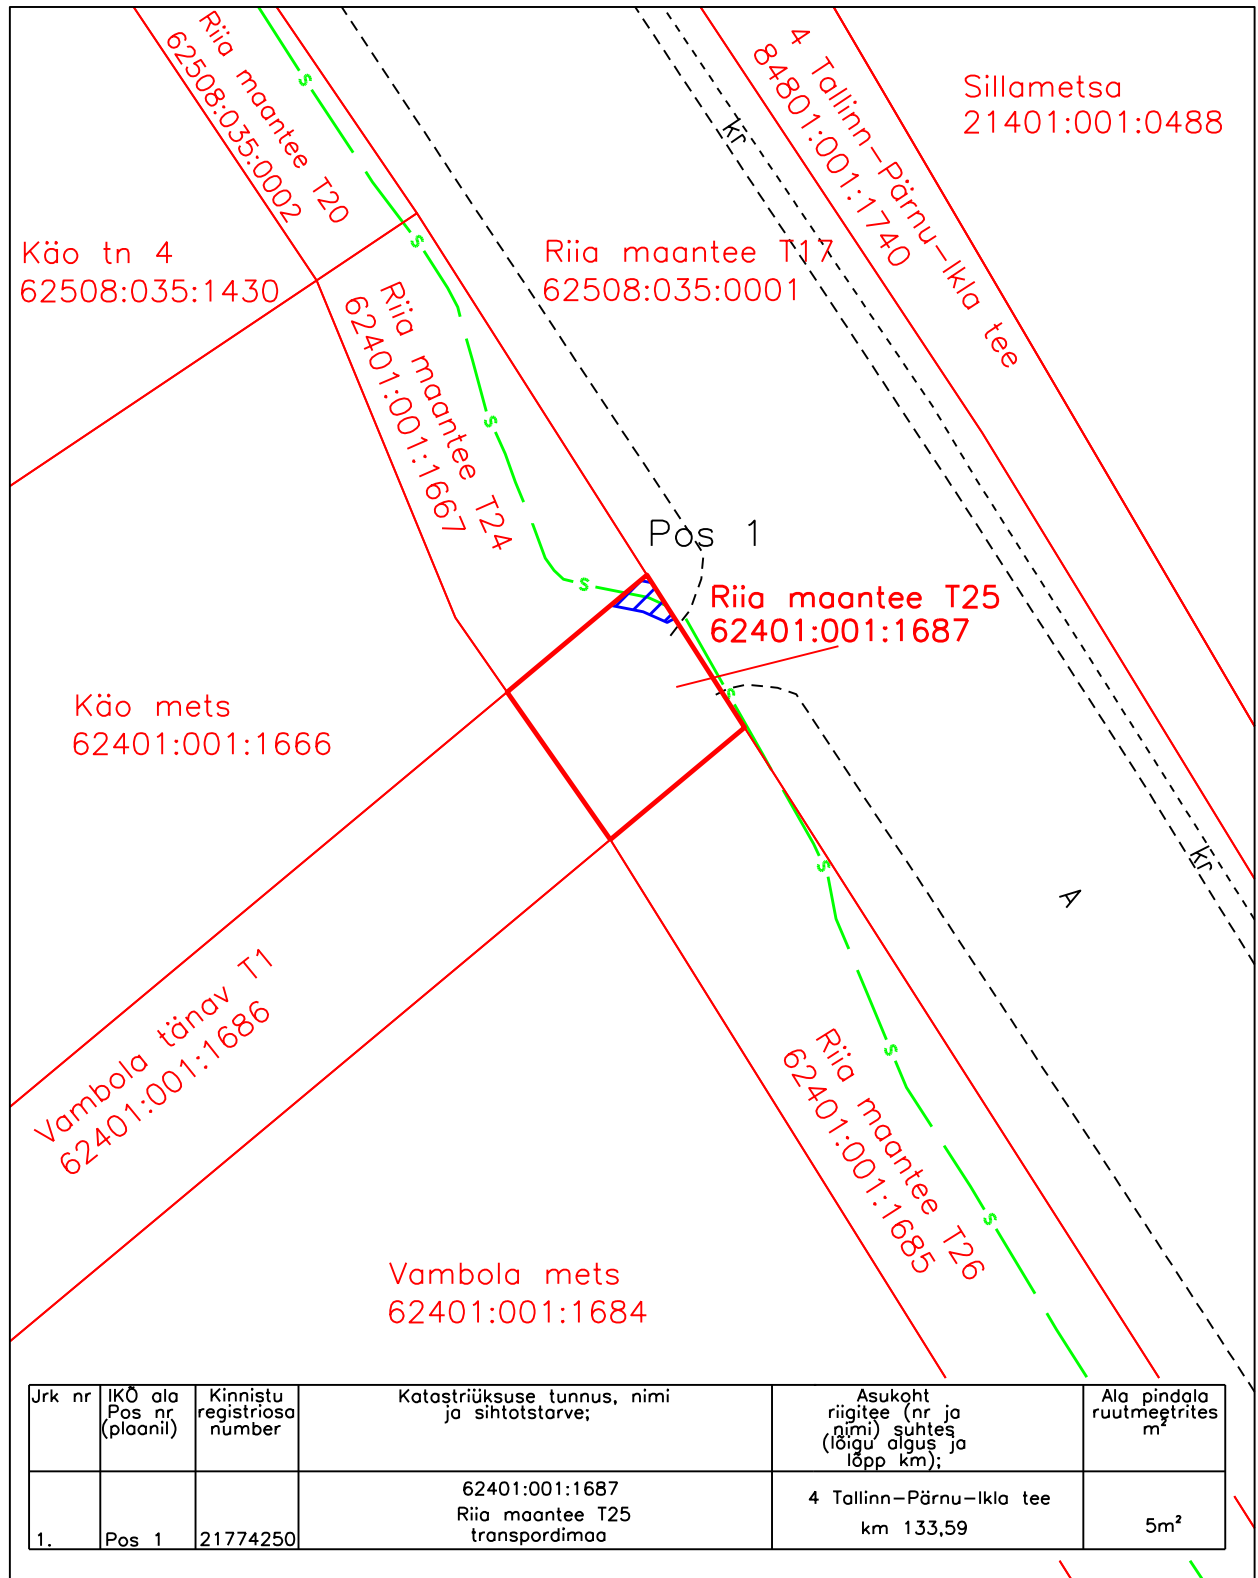 Riia maantee T20
62508:035:0002
4 Tallinn-Pärnu-Ikla tee
84801:001:1740
Sillametsa
21401:001:0488
kr
Käo tn 4
62508:035:1430
Riia maantee T17
62508:035:0001
Riia maantee T24
62401:001:1667
s
s
s
s
Pos 1
Riia maantee T25
62401:001:1687
Käo mets
62401:001:1666
s
s
kr
A
Vambola tänav T1
62401:001:1686
s
Riia maantee T26
62401:001:1685
s
Vambola mets
62401:001:1684
Jrk nr
IKÕ ala
Pos nr
(plaanil)
Kinnistu
registriosa
number
Katastriüksuse tunnus, nimi
ja sihtotstarve;
Asukoht
riigitee (nr ja
nimi) suhtes
(lõigu algus ja
lõpp km);
Ala pindala
ruutmeetrites
m²
1.
Pos 1
21774250
62401:001:1687
Riia maantee T25
transpordimaa
4 Tallinn-Pärnu-Ikla tee
km 133,59
5m²